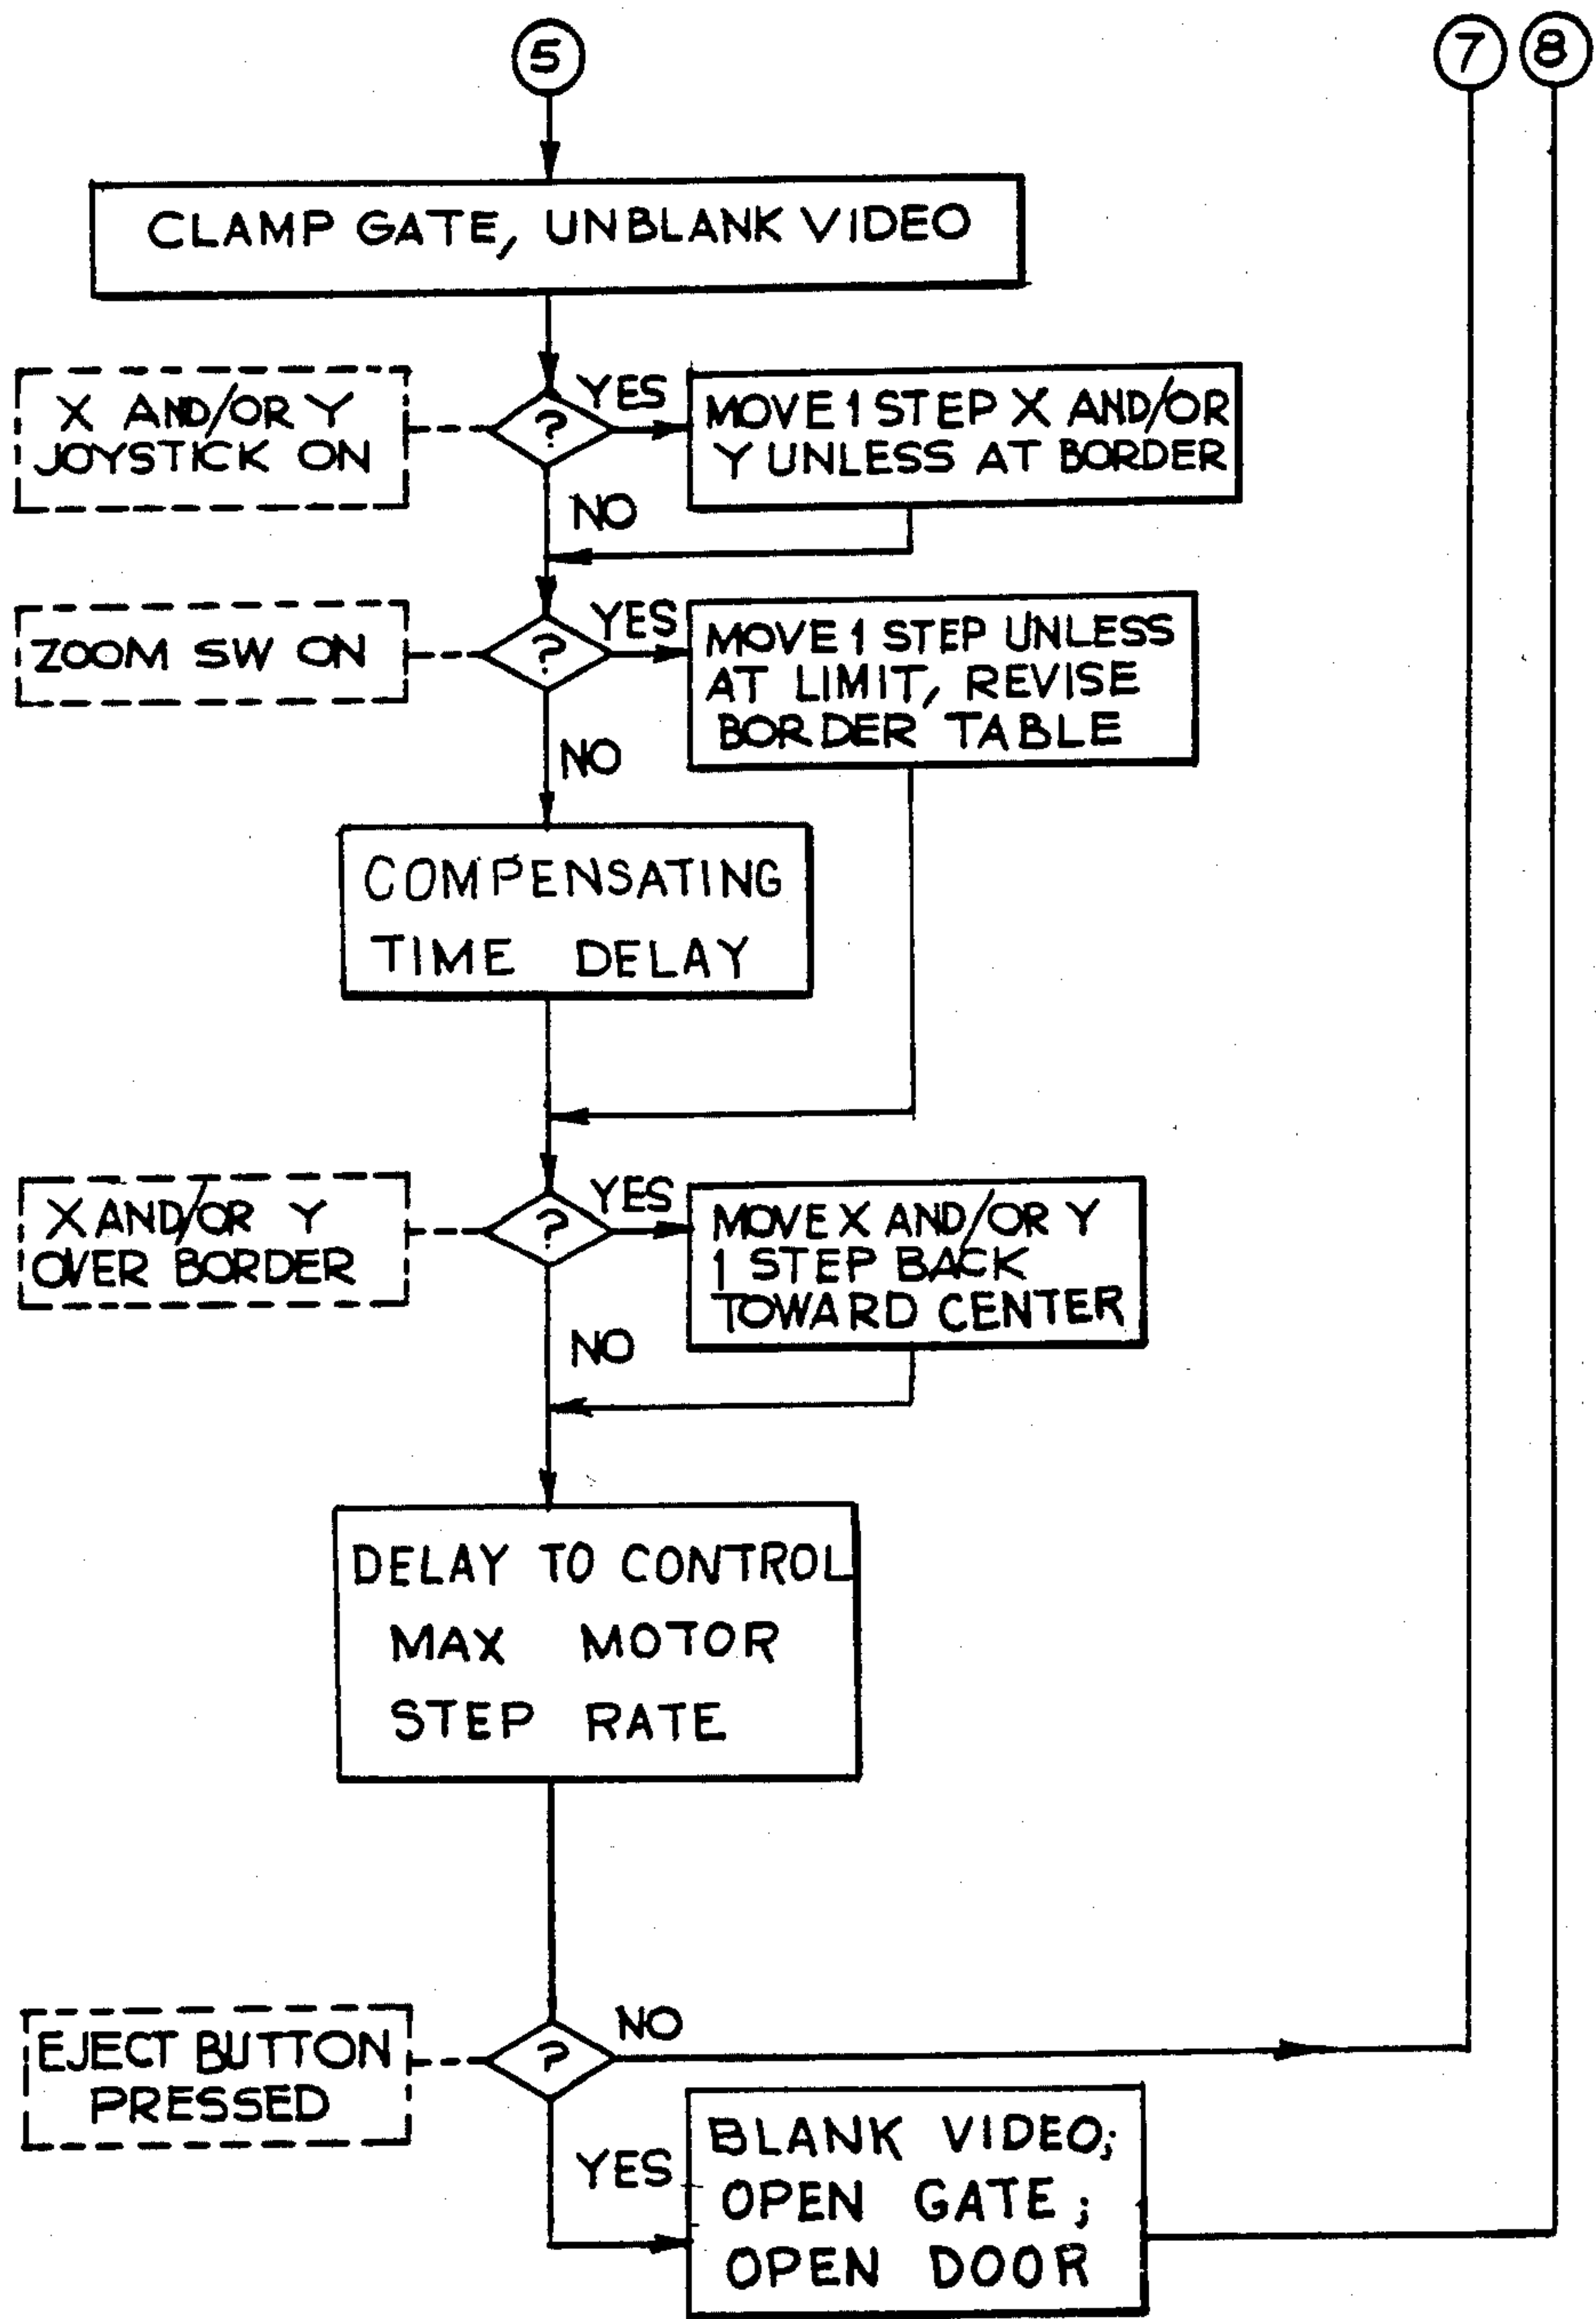 5
7
8
CLAMP GATE, UNBLANK VIDEO
X AND/OR Y
JOYSTICK ON
?
YES
MOVE 1 STEP X AND/OR
Y UNLESS AT BORDER
NO
ZOOM SW ON
?
YES
MOVE 1 STEP UNLESS
AT LIMIT, REVISE
BORDER TABLE
NO
COMPENSATING
TIME DELAY
X AND/OR Y
OVER BORDER
?
YES
MOVE X AND/OR Y
1 STEP BACK
TOWARD CENTER
NO
DELAY TO CONTROL
MAX MOTOR
STEP RATE
EJECT BUTTON
PRESSED
?
NO
YES
BLANK VIDEO;
OPEN GATE;
OPEN DOOR